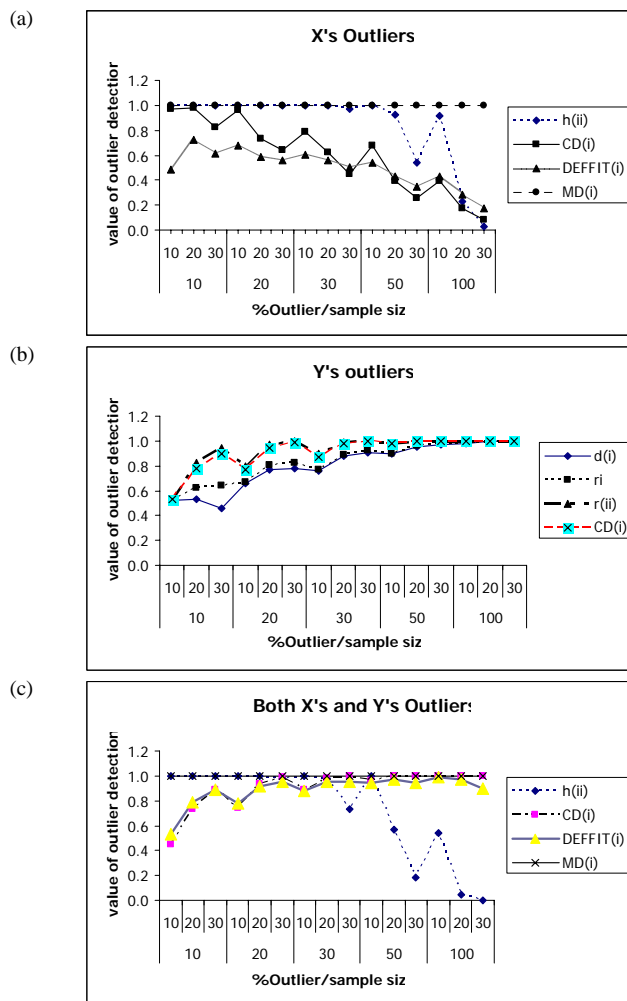 (a)
X's Outliers
value of outlier detection
1.2
1.0
0.8
0.6
0.4
0.2
0.0
10 20 30 10 20 30 10 20 30 10 20 30 10 20 30
10 20 30 50 100
%Outlier/sample siz
h(ii)
CD(i)
DEFFIT(i)
MD(i)
(b)
Y's outliers
value of outlier detection
1.2
1.0
0.8
0.6
0.4
0.2
0.0
10 20 30 10 20 30 10 20 30 10 20 30 10 20 30
10 20 30 50 100
%Outlier/sample siz
d(i)
ri
r(ii)
CD(i)
(c)
Both X's and Y's Outliers
value of outlier detection
1.2
1.0
0.8
0.6
0.4
0.2
0.0
10 20 30 10 20 30 10 20 30 10 20 30 10 20 30
10 20 30 50 100
%Outlier/sample siz
h(ii)
CD(i)
DEFFIT(i)
MD(i)